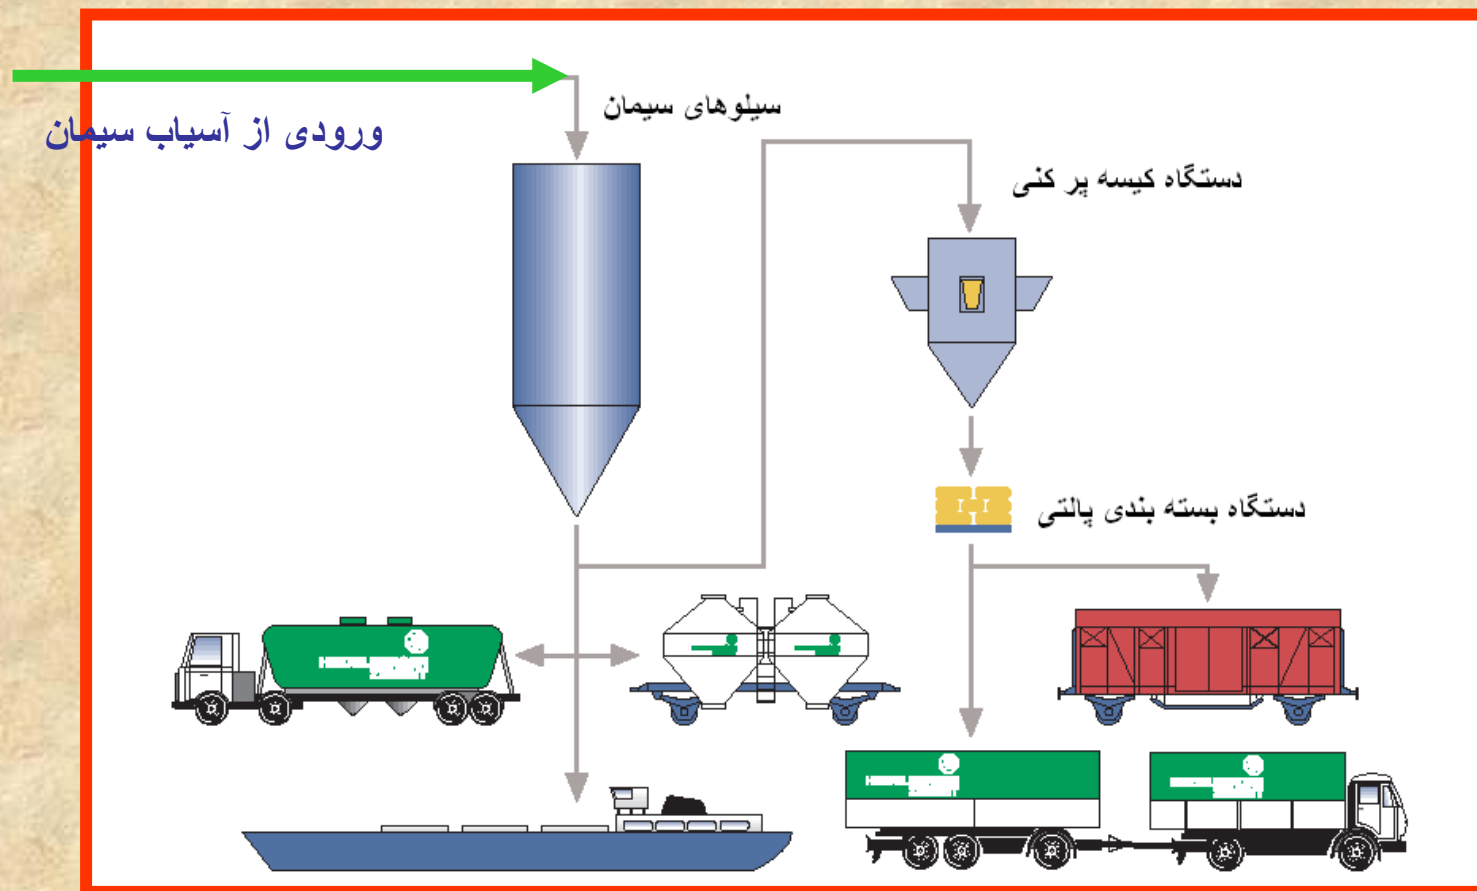 سیلوهای سیمان
ورودی از آسیاب سیمان
دستگاه کیسه پر کنی
دستگاه بسته بندی پالتی